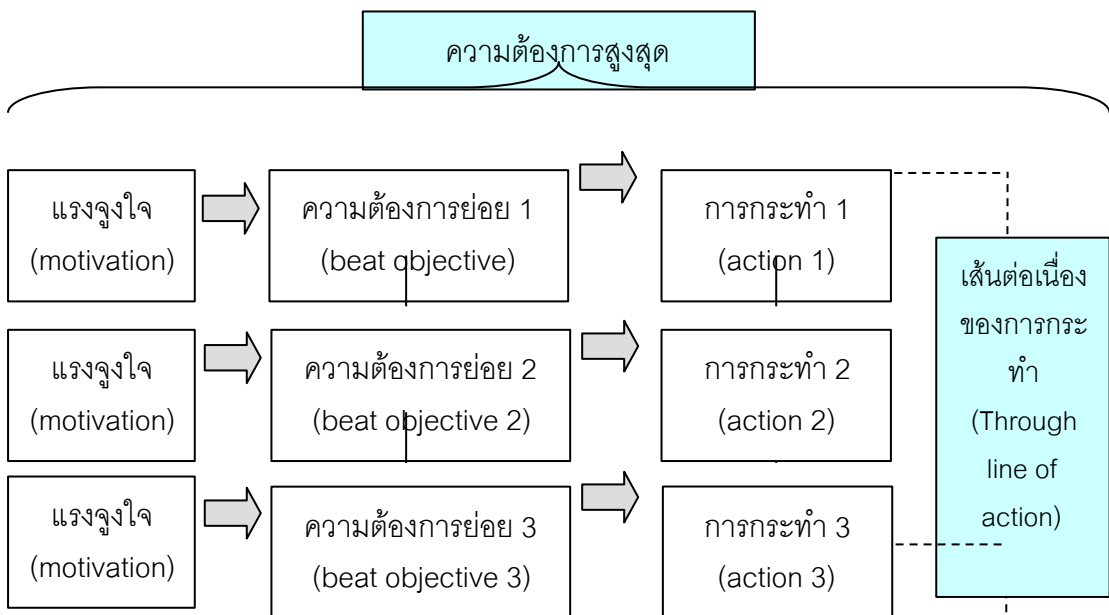 ความต้องการสูงสุด
แรงจูงใจ
(motivation)
ความต้องการย่อย 1
(beat objective)
การกระทำ 1
(action 1)
แรงจูงใจ
(motivation)
ความต้องการย่อย 2
(beat objective 2)
การกระทำ 2
(action 2)
แรงจูงใจ
(motivation)
ความต้องการย่อย 3
(beat objective 3)
การกระทำ 3
(action 3)
เส้นต่อเนื่อง
ของการกระ
ทำ
(Through
line of
action)